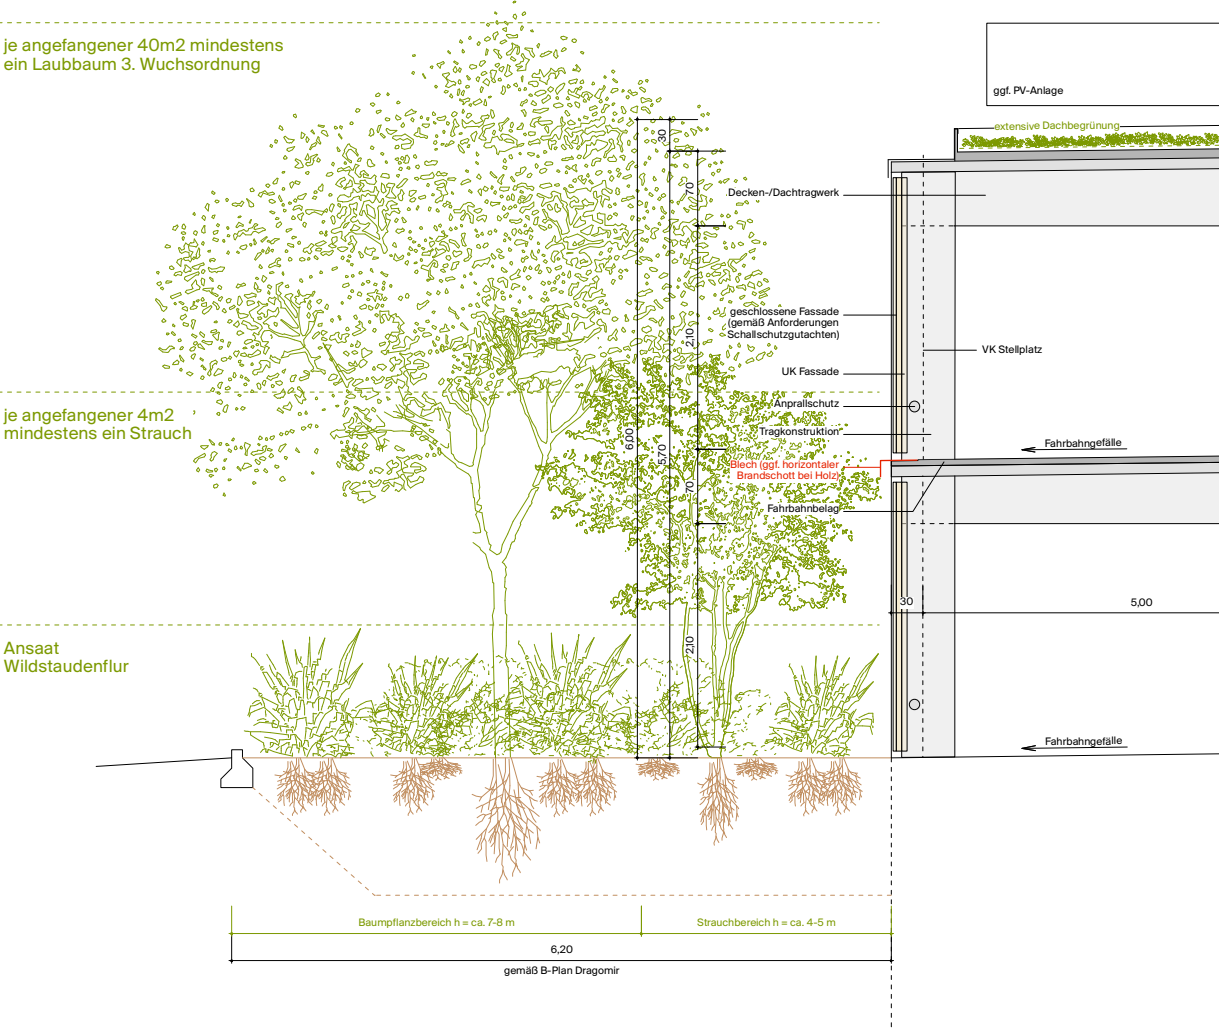 je angefangener 40m2 mindestens
ein Laubbaum 3. Wuchsordnung
ggf. PV-Anlage
extensive Dachbegrünung
30
70
Decken-/Dachtragwerk
geschlossene Fassade
(gemäß Anforderungen
Schallschutzgutachten)
2,10
VK Stellplatz
UK Fassade
je angefangener 4m2
mindestens ein Strauch
Anprallschutz
Tragkonstruktion
6,00
5,70
Fahrbahngefälle
Blech (ggf. horizontaler
Brandschott bei Holz)
70
Fahrbahnbelag
30
5,00
Ansaat
Wildstaudenflur
2,10
Fahrbahngefälle
Baumpflanzbereich h = ca. 7-8 m
Strauchbereich h = ca. 4-5 m
6,20
gemäß B-Plan Dragomir